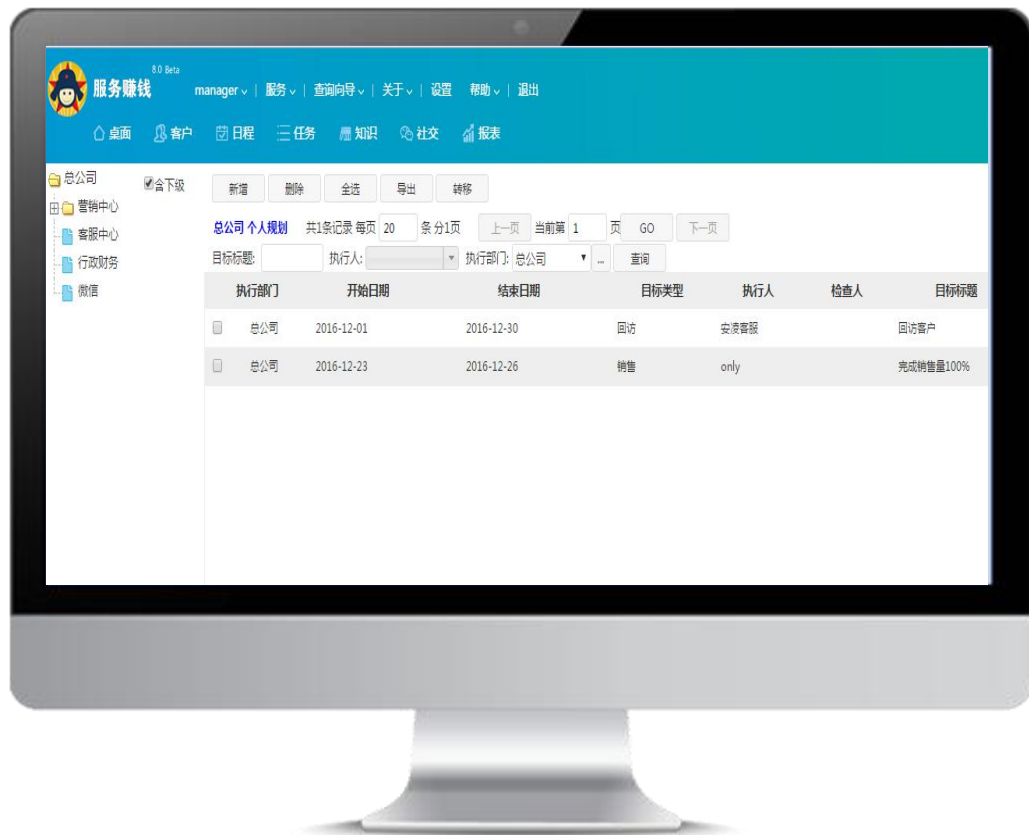 8.0 Beta
服务赚钱
manager | 服务 | 查询向导 | 关于 | 设置 帮助 | 退出
桌面 客户 日程 任务 知识 社交 报表
总公司
含下级
营销中心
客服中心
行政财务
微信
新增 删除 全选 导出 转移
总公司 个人规划 共1条记录 每页 20 条 分1页 上一页 当前第 1 页 GO 下一页
目标标题: 执行人: 执行部门: 总公司 ... 查询
执行部门 开始日期 结束日期 目标类型 执行人 检查人 目标标题
总公司 2016-12-01 2016-12-30 回访 安凌客服 回访客户
总公司 2016-12-23 2016-12-26 销售 only 完成销售量100%